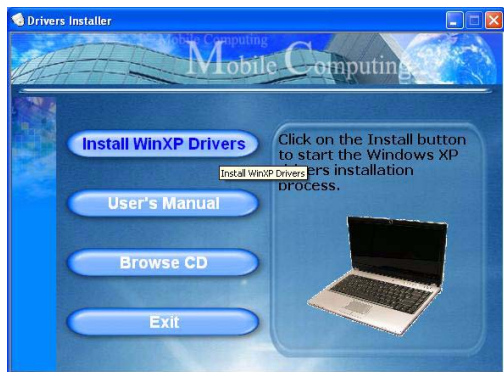 Drivers Installer
Mobile Computing
Mobile Computing
Install WinXP Drivers
Click on the Install button
to start the Windows XP
drivers installation
process.
Install WinXP Drivers
User's Manual
Browse CD
Exit